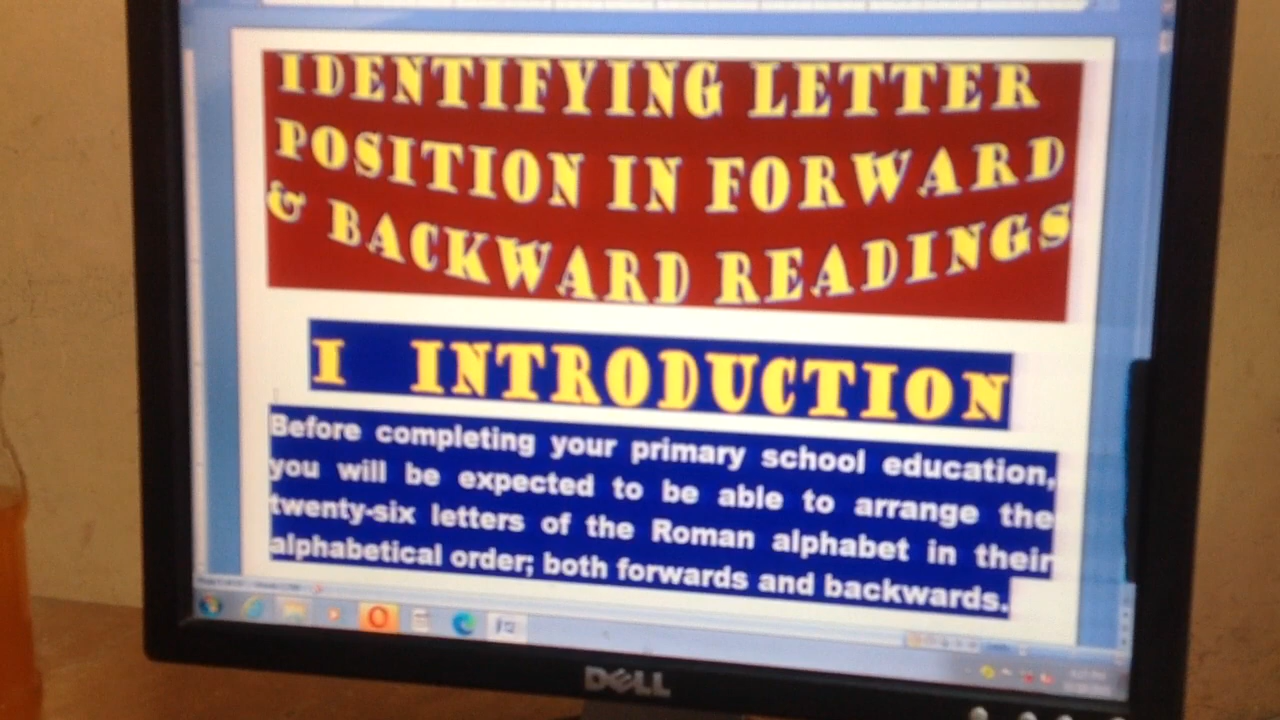 IDENTIFYING LETTER
POSITION IN FORWARD
& BACKWARD READINGS
I INTRODUCTION
Before completing your primary school education,
you will be expected to be able to arrange the
twenty-six letters of the Roman alphabet in their
alphabetical order; both forwards and backwards.
DELL